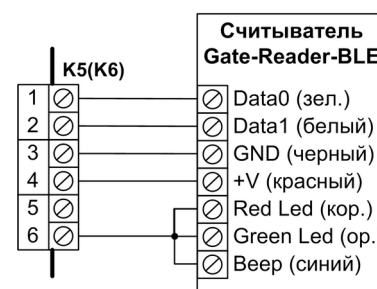 Считыватель
Gate-Reader-BLE
K5(K6)
1
Data0 (зел.)
2
Data1 (белый)
3
GND (черный)
4
+V (красный)
5
Red Led (кор.)
6
Green Led (ор.
Beep (синий)